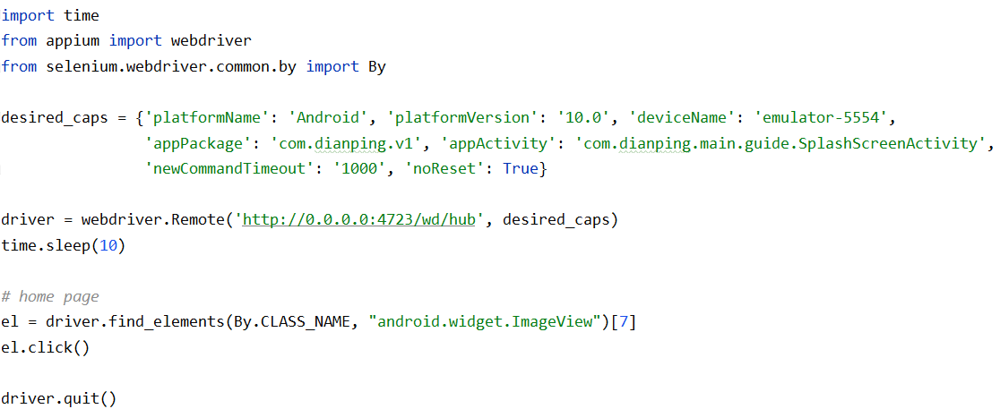 import time
from appium import webdriver
from selenium.webdriver.common.by import By
desired_caps = {'platformName': 'Android', 'platformVersion': '10.0', 'deviceName': 'emulator-5554',
'appPackage': 'com.dianping.v1', 'appActivity': 'com.dianping.main.guide.SplashScreenActivity',
'newCommandTimeout': '1000', 'noReset': True}
driver = webdriver.Remote('http://0.0.0.0:4723/wd/hub', desired_caps)
time.sleep(10)
# home page
el = driver.find_elements(By.CLASS_NAME, "android.widget.ImageView")[7]
el.click()
driver.quit()